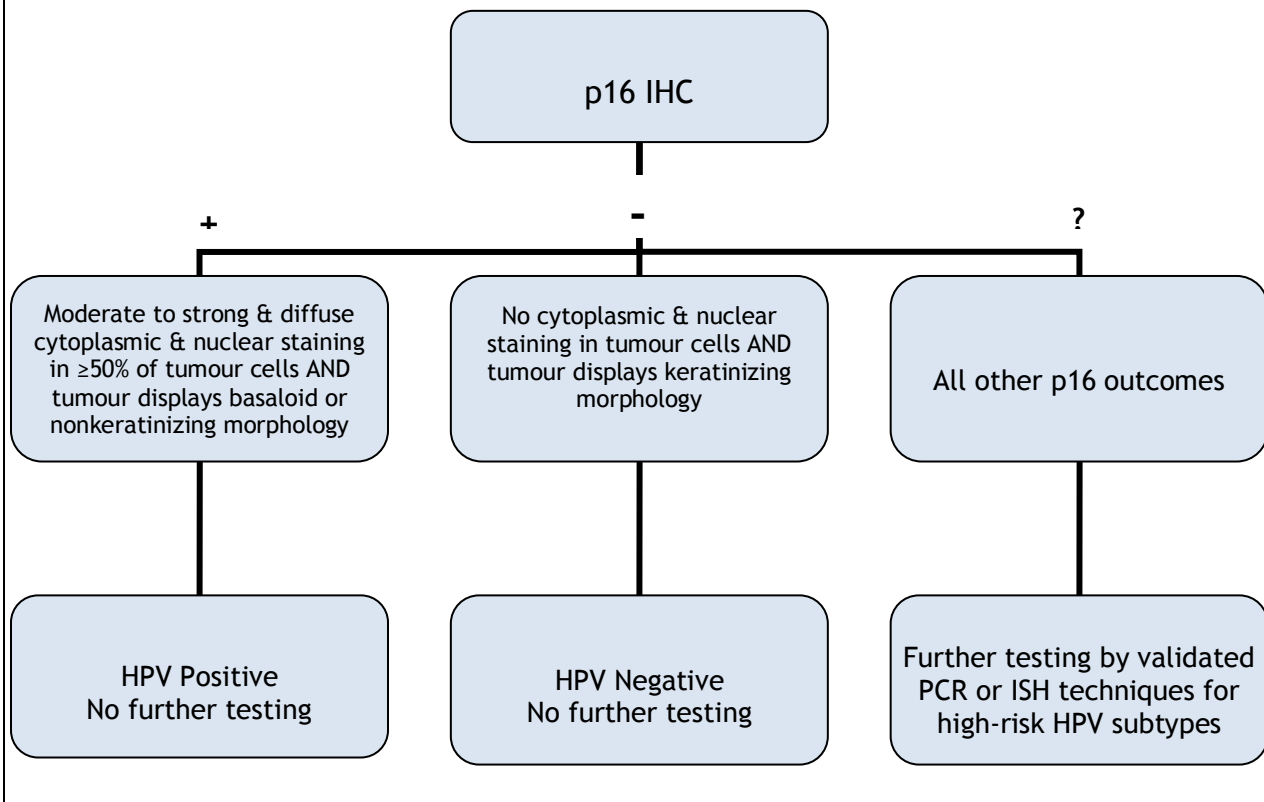 p16 IHC
+
-
?
Moderate to strong & diffuse
cytoplasmic & nuclear staining
in ≥50% of tumour cells AND
tumour displays basaloid or
nonkeratinizing morphology
No cytoplasmic & nuclear
staining in tumour cells AND
tumour displays keratinizing
morphology
All other p16 outcomes
HPV Positive
No further testing
HPV Negative
No further testing
Further testing by validated
PCR or ISH techniques for
high-risk HPV subtypes